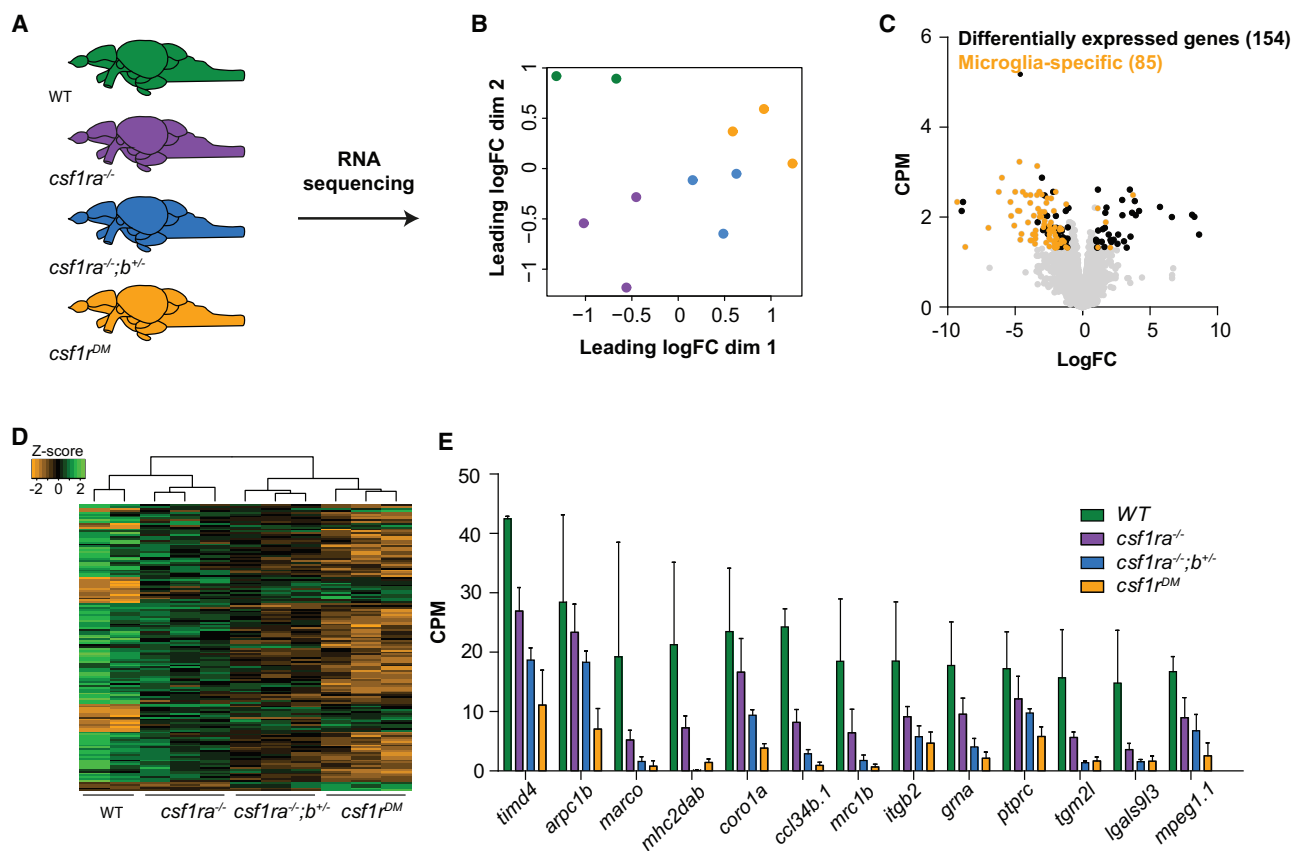 A
WT
csf1ra-/-
csf1ra-/-;b+/-
csf1rDM
RNA
sequencing
B
Leading logFC dim 2
1
0.5
0
−0.5
−1
−1 −0.5 0 0.5 1
Leading logFC dim 1
C
Differentially expressed genes (154)
Microglia-specific (85)
CPM
6
4
2
0
-10 -5 0 5 10
LogFC
D
Z-score
-2 0 2
WT csf1ra-/- csf1ra-/-;b+/- csf1rDM
E
CPM
50
40
30
20
10
0
WT
csf1ra-/-
csf1ra-/-;b+/-
csf1rDM
timd4 arpc1b marco mhc2dab coro1a ccl34b.1 mrc1b itgb2 grna ptprc tgm2l lgals9l3 mpeg1.1